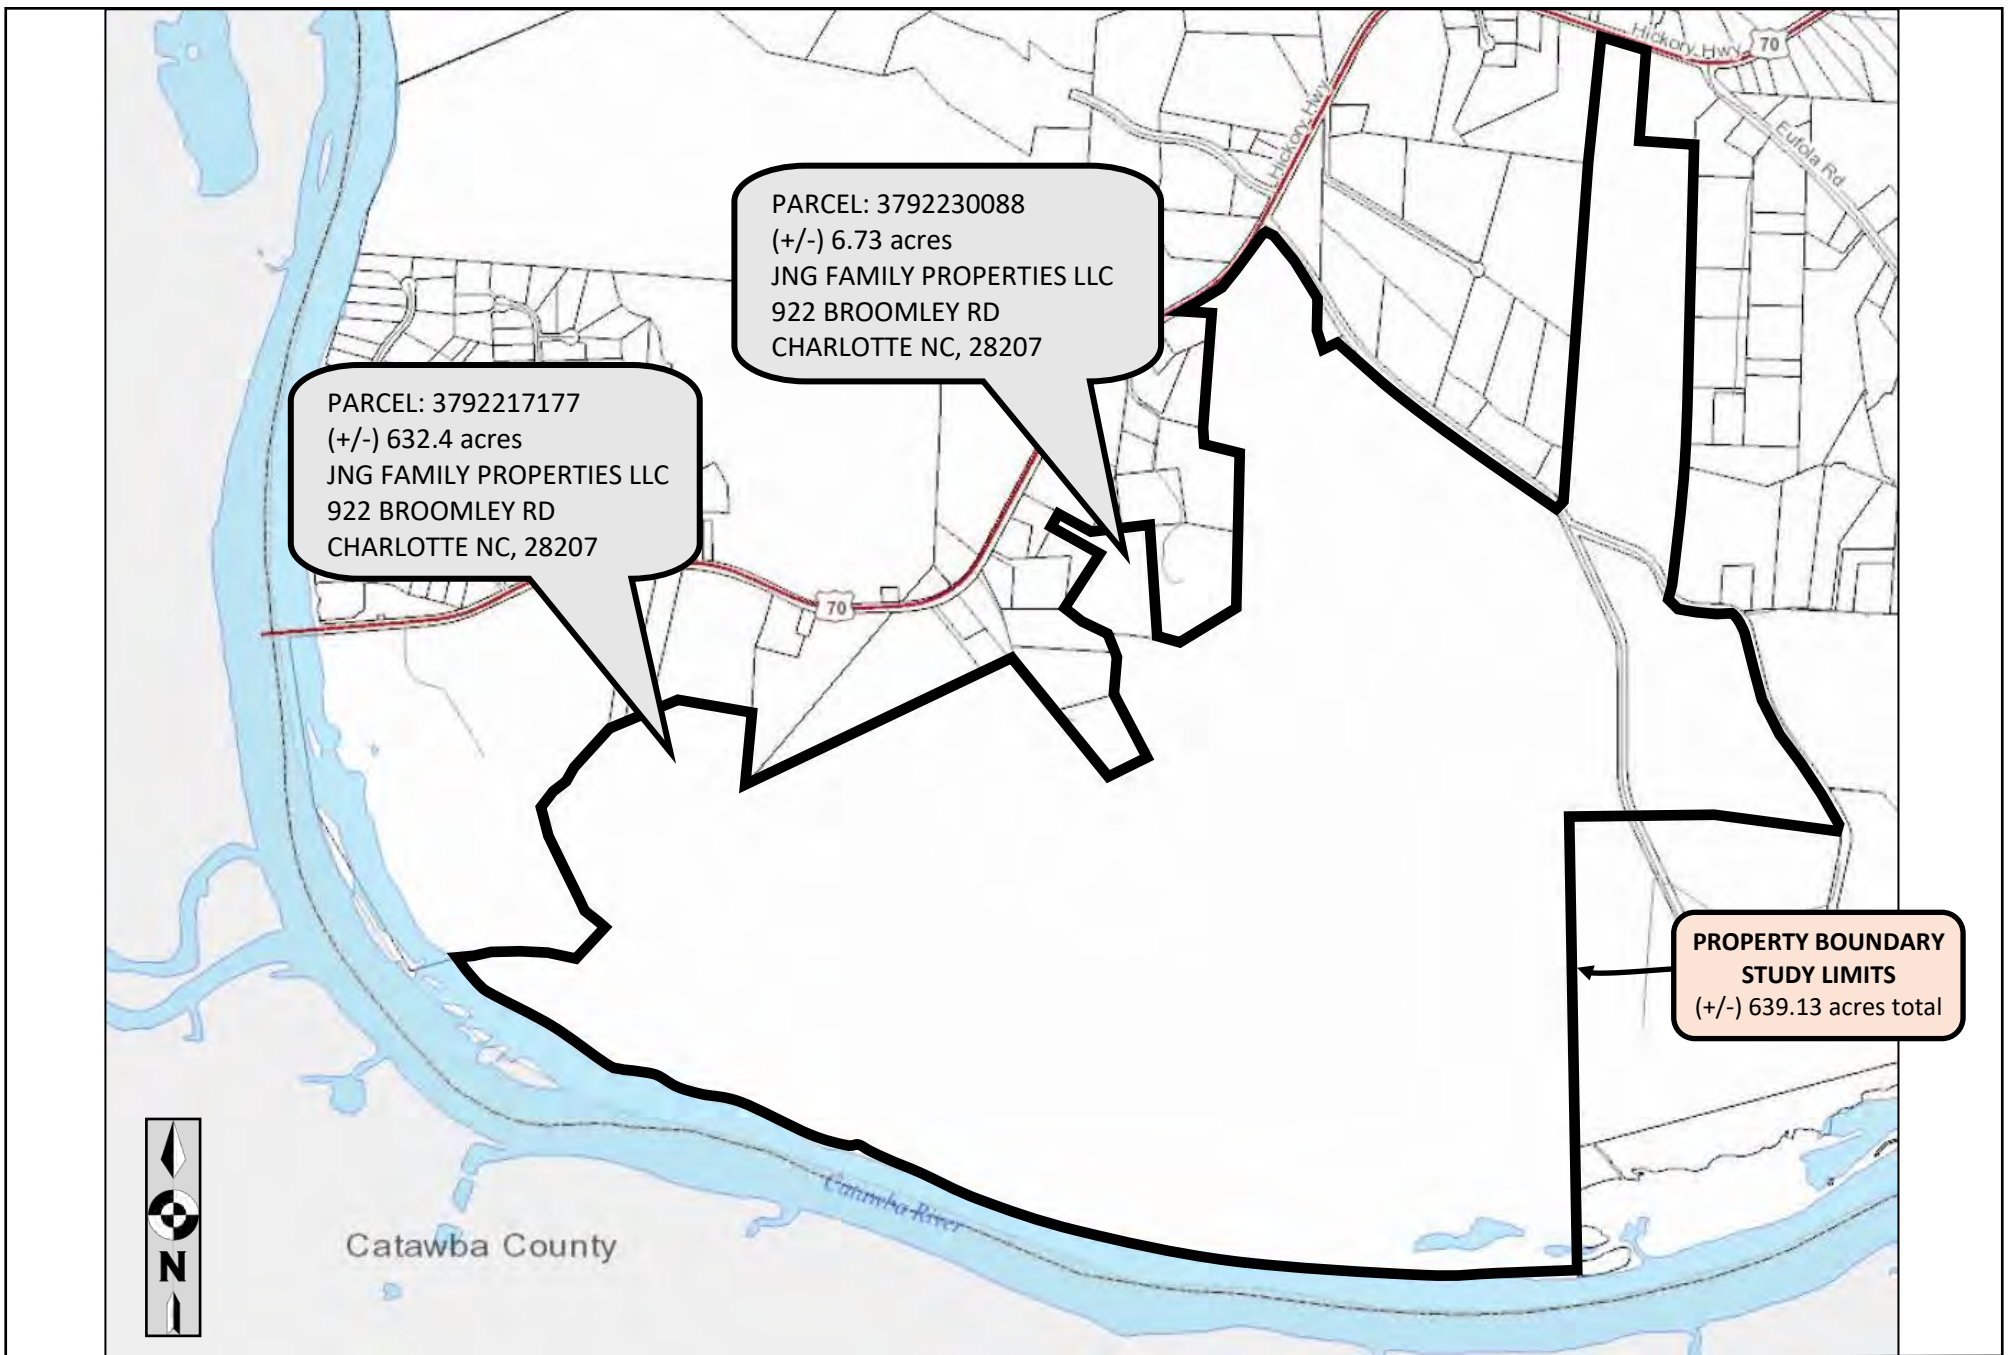 Hickory Hwy 70
Hickory Hwy
Eufola Rd
PARCEL: 3792230088
(+/-) 6.73 acres
JNG FAMILY PROPERTIES LLC
922 BROOMLEY RD
CHARLOTTE NC, 28207
PARCEL: 3792217177
(+/-) 632.4 acres
JNG FAMILY PROPERTIES LLC
922 BROOMLEY RD
CHARLOTTE NC, 28207
70
PROPERTY BOUNDARY
STUDY LIMITS
(+/-) 639.13 acres total
Catawba River
Catawba County
N